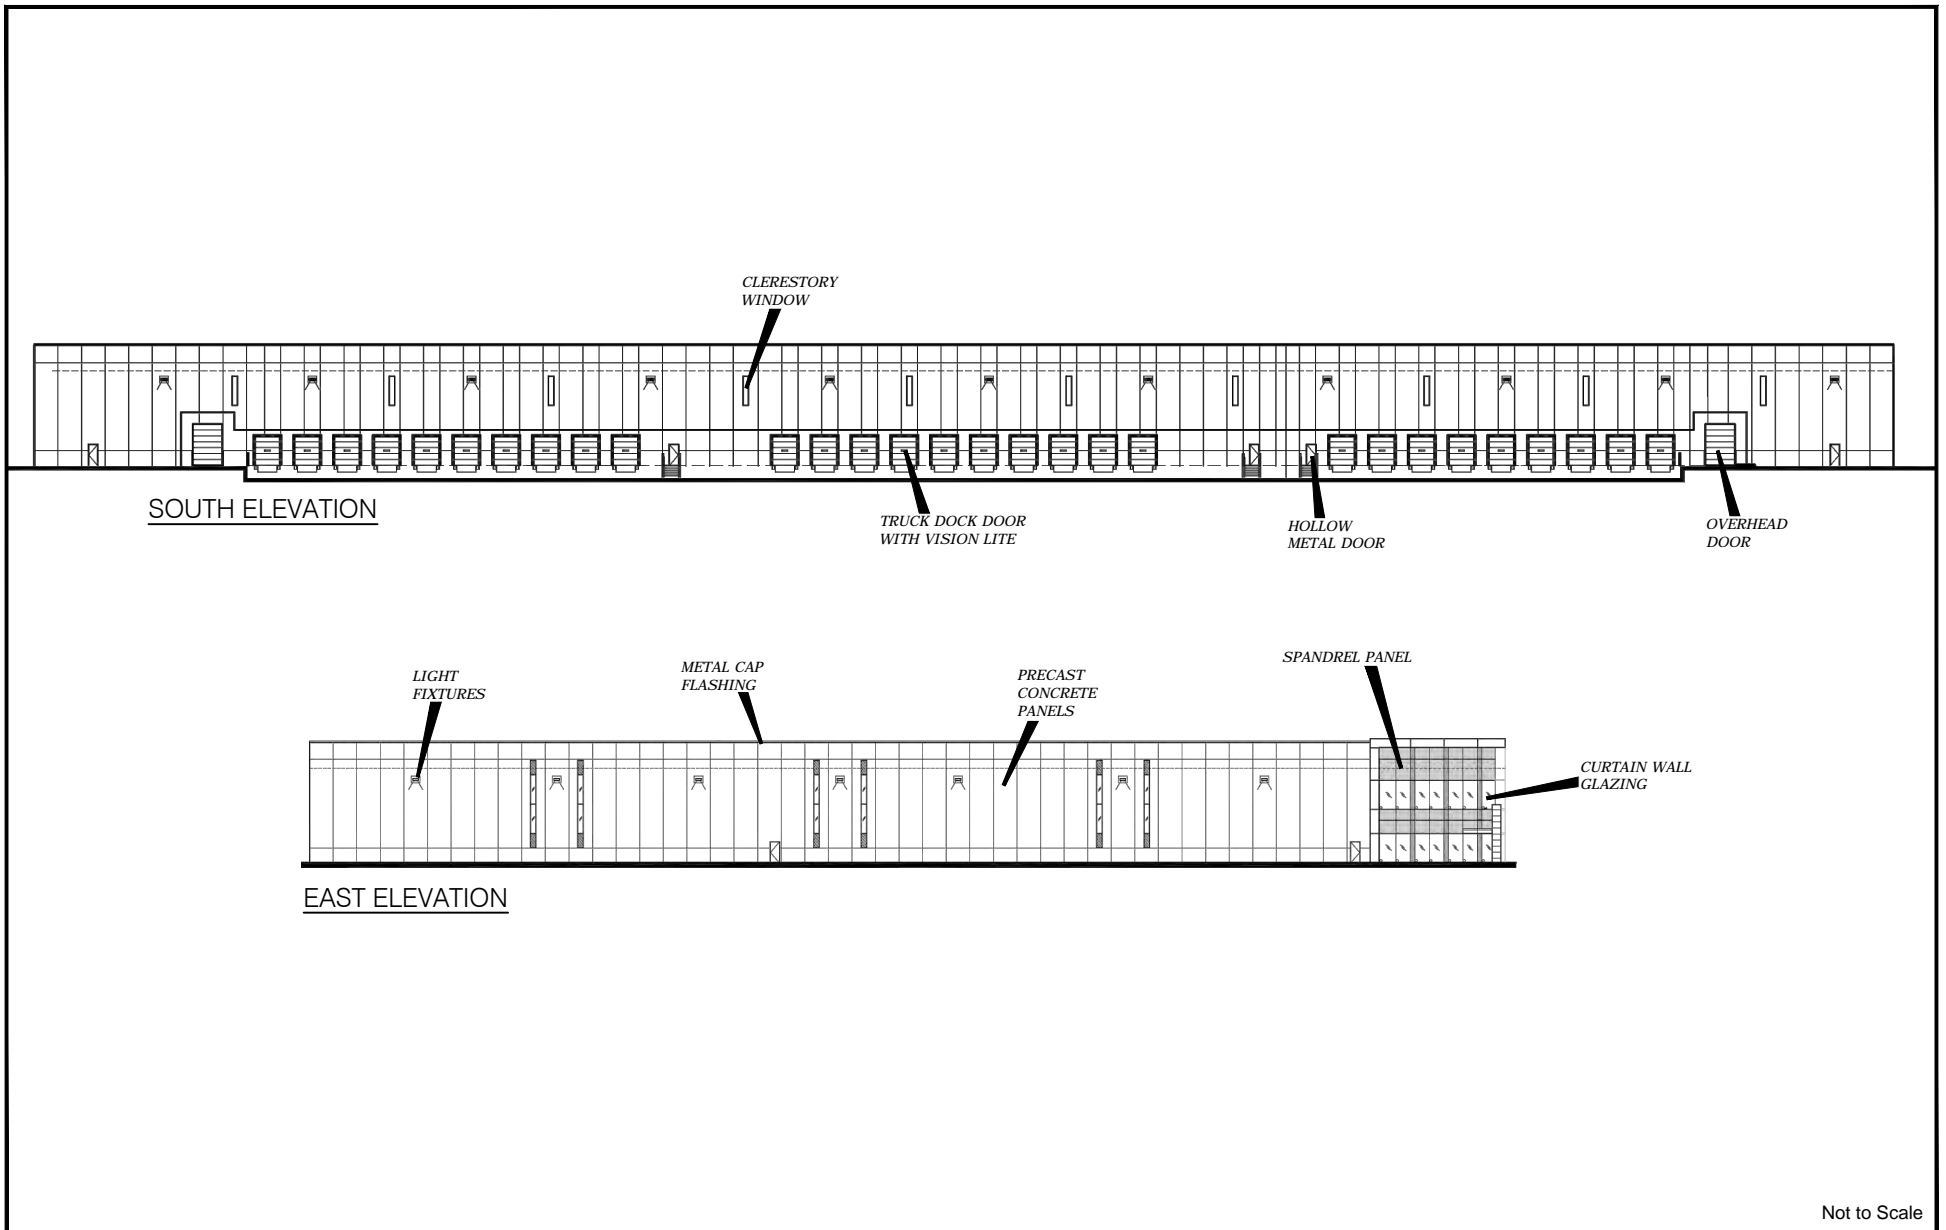 CLERESTORY
WINDOW
SOUTH ELEVATION
TRUCK DOCK DOOR
WITH VISION LITE
HOLLOW
METAL DOOR
OVERHEAD
DOOR
LIGHT
FIXTURES
METAL CAP
FLASHING
PRECAST
CONCRETE
PANELS
SPANDREL PANEL
CURTAIN WALL
GLAZING
EAST ELEVATION
Not to Scale